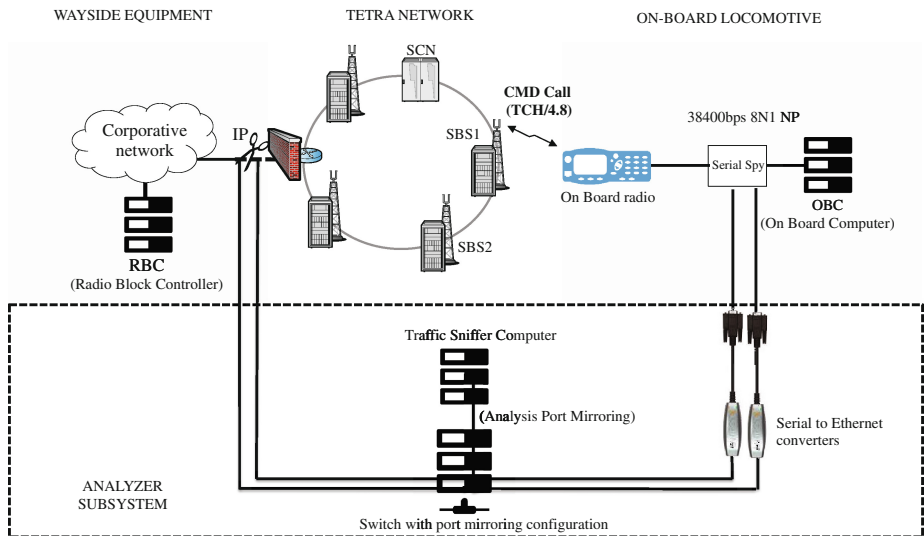 WAYSIDE EQUIPMENT
TETRA NETWORK
ON-BOARD LOCOMOTIVE
SCN
CMD Call
(TCH/4.8)
38400bps 8N1 NP
Corporative
network
IP
SBS1
Serial Spy
On Board radio
OBC
(On Board Computer)
SBS2
RBC
(Radio Block Controller)
Traffic Sniffer Computer
(Analysis Port Mirroring)
Serial to Ethernet
converters
ANALYZER
SUBSYSTEM
Switch with port mirroring configuration